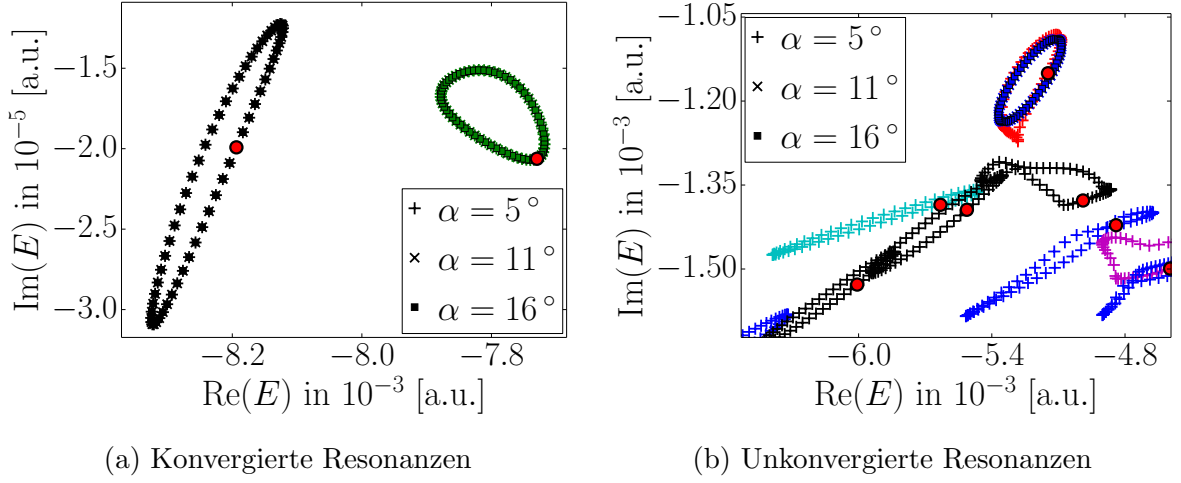 −1.5
−2.0
−2.5
−3.0
Im(E) in 10⁻⁵ [a.u.]
−8.2 −8.0 −7.8
Re(E) in 10⁻³ [a.u.]
α = 5°
α = 11°
α = 16°
(a) Konvergierte Resonanzen
−1.05
−1.20
−1.35
−1.50
Im(E) in 10⁻³ [a.u.]
−6.0 −5.4 −4.8
Re(E) in 10⁻³ [a.u.]
α = 5°
α = 11°
α = 16°
(b) Unkonvergierte Resonanzen